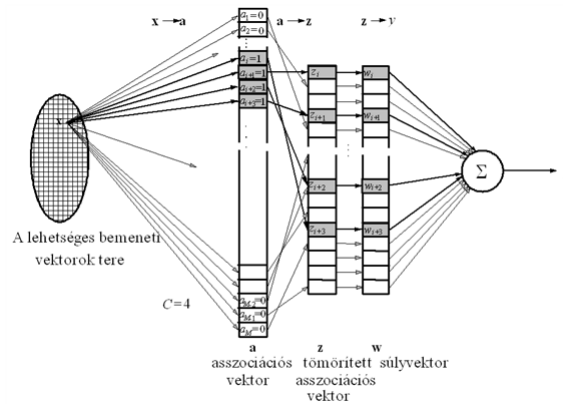 x→a
a→z
z→y
a₁=0
a₂=0
aᵢ=1
aᵢ₊₁=1
aᵢ₊₂=1
aᵢ₊₃=1
zᵢ
zᵢ₊₁
zᵢ₊₂
zᵢ₊₃
wᵢ
wᵢ₊₁
wᵢ₊₂
wᵢ₊₃
x
Σ
A lehetséges bemeneti
vektorok tere
C=4
a_M=0
a
asszociációs
vektor
z
tömörített
asszociációs
vektor
w
súlyvektor